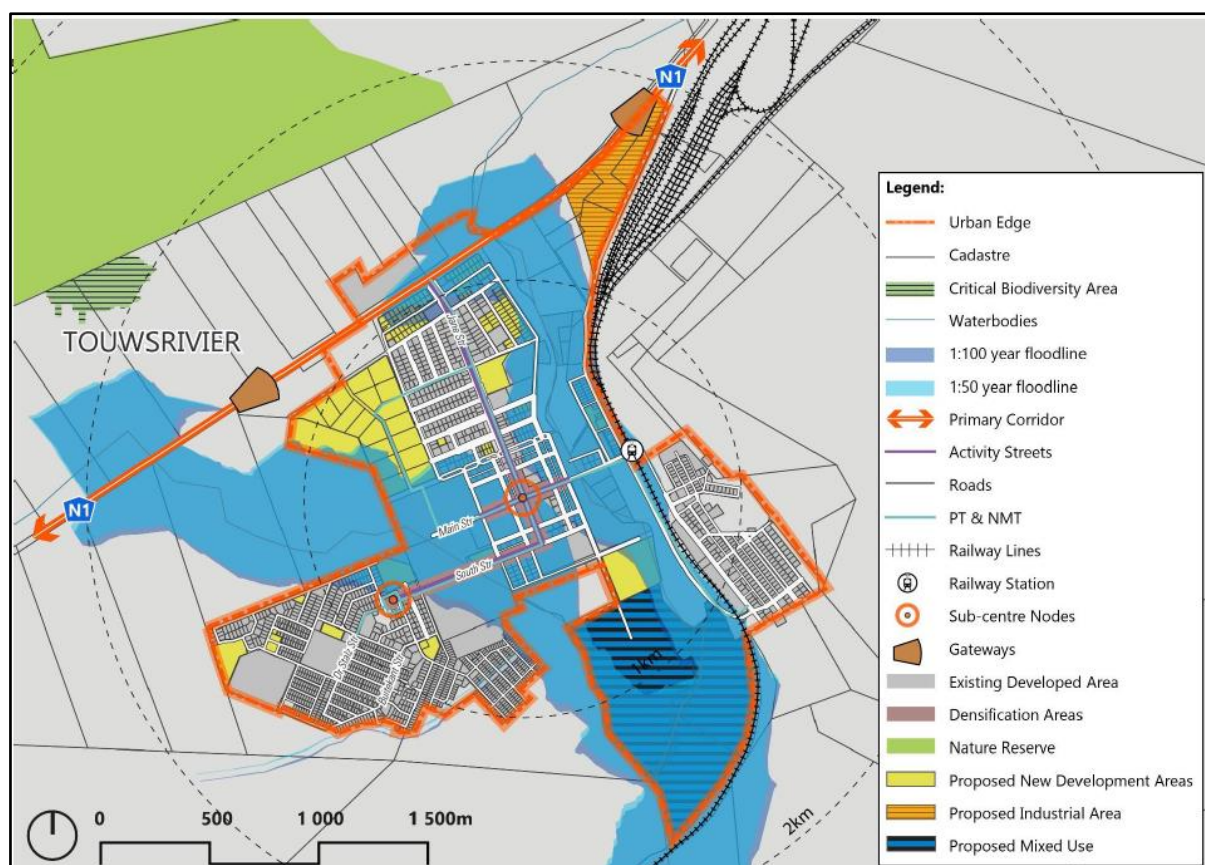 N1
TOUWSRIVIER
Jane Str
Main Str
South Str
N1
1km
2km
0 500 1 000 1 500m
Legend:
Urban Edge
Cadastre
Critical Biodiversity Area
Waterbodies
1:100 year floodline
1:50 year floodline
Primary Corridor
Activity Streets
Roads
PT & NMT
Railway Lines
Railway Station
Sub-centre Nodes
Gateways
Existing Developed Area
Densification Areas
Nature Reserve
Proposed New Development Areas
Proposed Industrial Area
Proposed Mixed Use